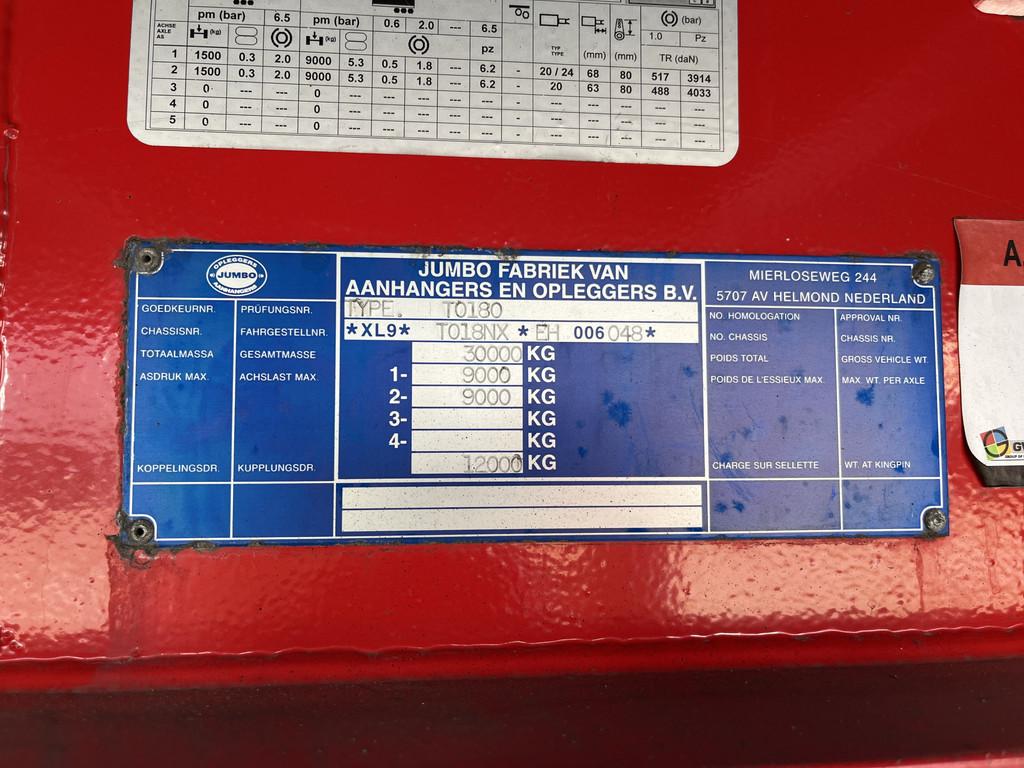 pm (bar) 6.5 pm (bar) 0.6 2.0 --- 6.5 (bar)
ACHSE AXLE AS (kg) (kg) pz TYP TYPE (mm) (mm) 1.0 Pz
TR (daN)
1 1500 0.3 2.0 9000 5.3 0.5 1.8 --- 6.2 - 20 / 24 68 80 517 3914
2 1500 0.3 2.0 9000 5.3 0.5 1.8 --- 6.2 - 20 63 80 488 4033
3 0 --- --- 0 --- --- --- --- --- - --- --- --- --- ---
4 0 --- --- 0 --- --- --- --- --- - --- --- --- --- ---
5 0 --- --- 0 --- --- --- --- --- - --- --- --- --- ---
OPLEGGERS
JUMBO
AANHANGERS
JUMBO FABRIEK VAN
AANHANGERS EN OPLEGGERS B.V.
MIERLOSEWEG 244
5707 AV HELMOND NEDERLAND
GOEDKEURNR. PRÜFUNGSNR. TYPE. T0180 NO. HOMOLOGATION APPROVAL NR.
CHASSISNR. FAHRGESTELLNR. *XL9* T018NX * EH 006 048* NO. CHASSIS CHASSIS NR.
TOTAALMASSA GESAMTMASSE 30000 KG POIDS TOTAL GROSS VEHICLE WT.
ASDRUK MAX. ACHSLAST MAX. 1- 9000 KG POIDS DE L'ESSIEUX MAX. MAX. WT. PER AXLE
2- 9000 KG
3- KG
4- KG
KOPPELINGSDR. KUPPLUNGSDR. 12000 KG CHARGE SUR SELLETTE WT. AT KINGPIN